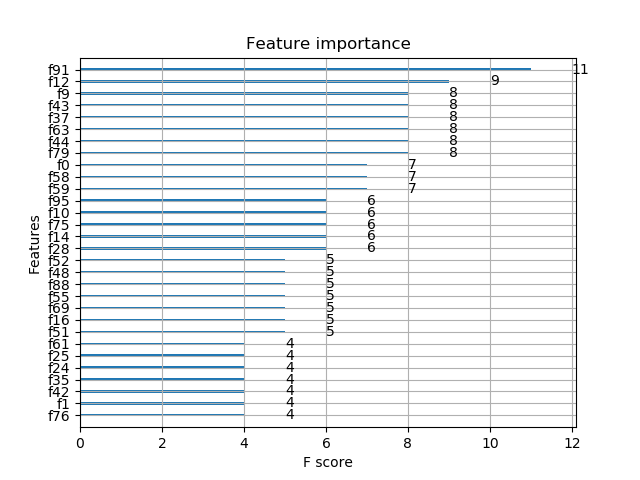 Feature importance
f91 11
f12 9
f9 8
f43 8
f37 8
f63 8
f44 8
f79 8
f0 7
f58 7
f59 7
f95 6
f10 6
f75 6
f14 6
f28 6
f52 5
f48 5
f88 5
f55 5
f69 5
f16 5
f51 5
f61 4
f25 4
f24 4
f35 4
f42 4
f1 4
f76 4
Features
0 2 4 6 8 10 12
F score